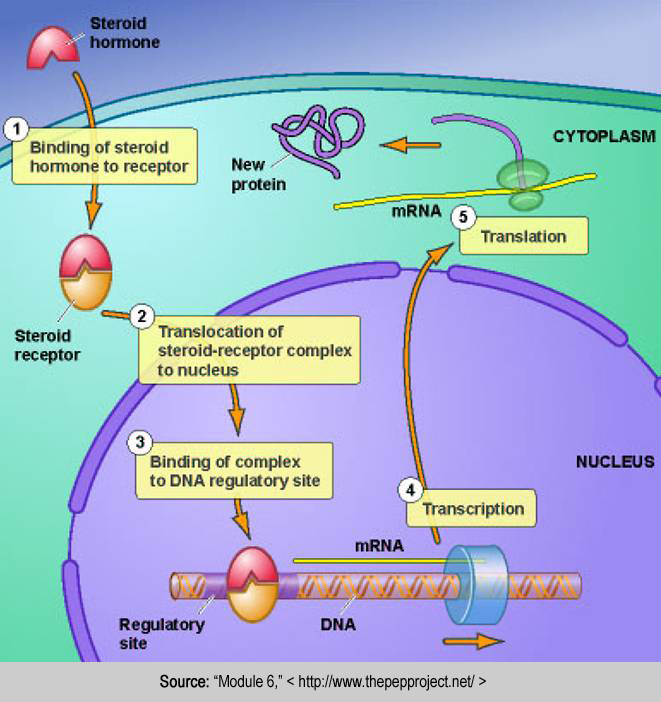 Steroid
hormone
1
Binding of steroid
hormone to receptor
CYTOPLASM
New
protein
mRNA
5
Translation
Steroid
receptor
2
Translocation of
steroid-receptor complex
to nucleus
3
Binding of complex
to DNA regulatory site
NUCLEUS
4
Transcription
mRNA
Regulatory
site
DNA
Source: “Module 6,” < http://www.thepepproject.net/ >